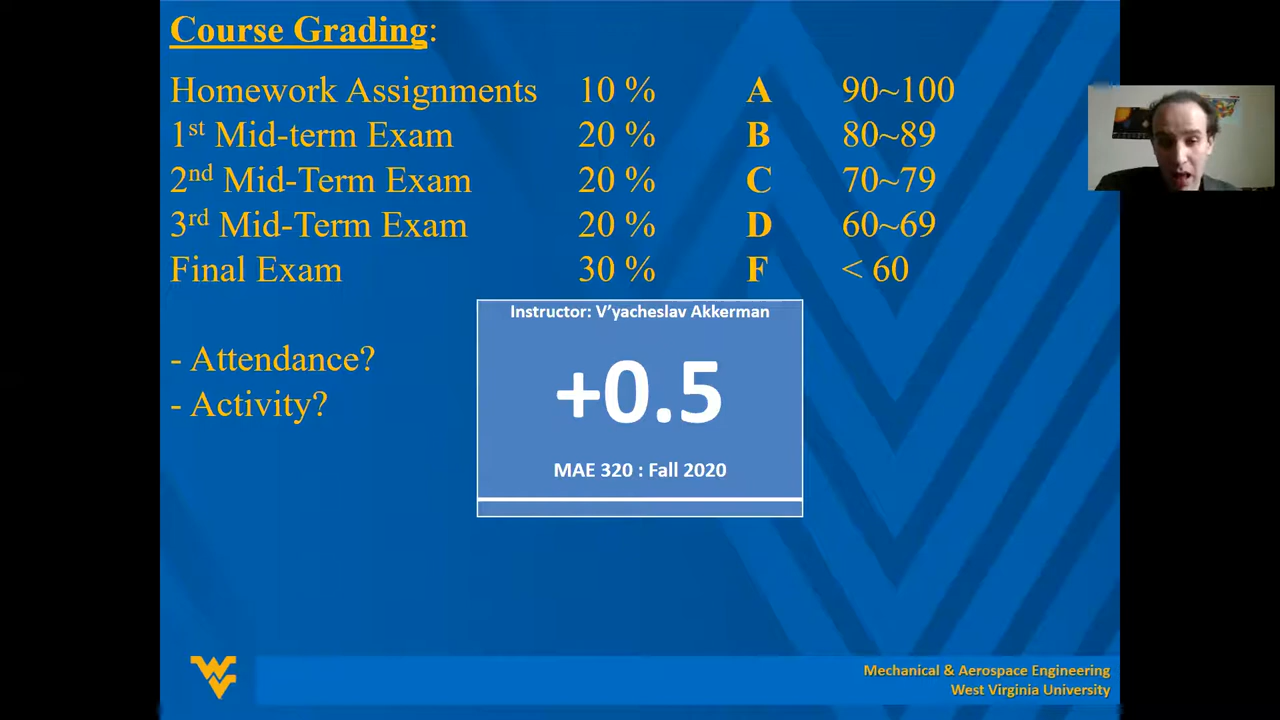 Course Grading:
Homework Assignments 10 % A 90~100
1st Mid-term Exam 20 % B 80~89
2nd Mid-Term Exam 20 % C 70~79
3rd Mid-Term Exam 20 % D 60~69
Final Exam 30 % F < 60
- Attendance?
- Activity?
Instructor: V'yacheslav Akkerman
+0.5
MAE 320 : Fall 2020
Mechanical & Aerospace Engineering
West Virginia University